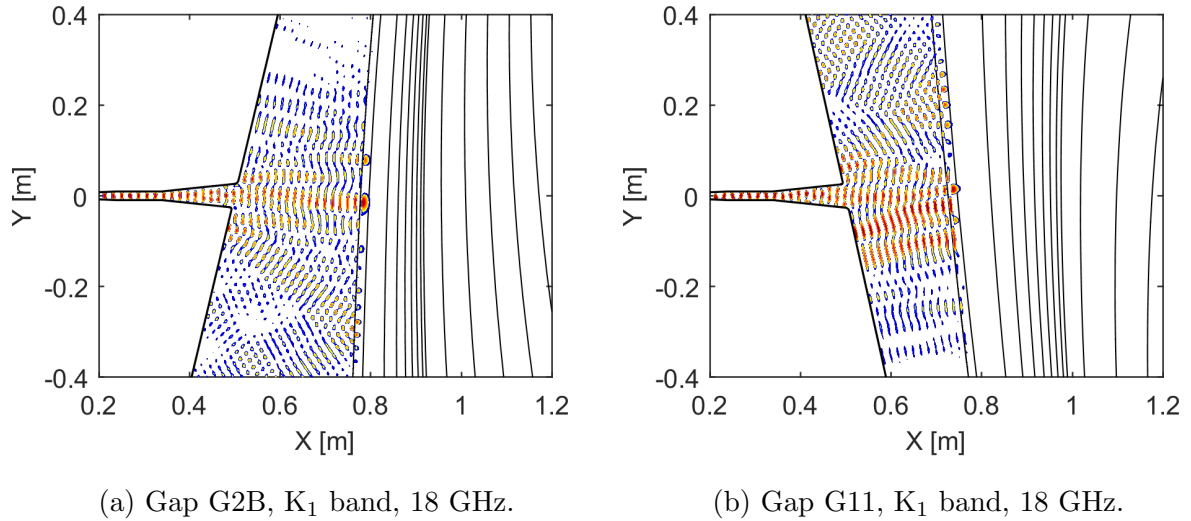 0.4
0.2
0
-0.2
-0.4
Y [m]
0.2 0.4 0.6 0.8 1 1.2
X [m]
(a) Gap G2B, K₁ band, 18 GHz.
0.4
0.2
0
-0.2
-0.4
Y [m]
0.2 0.4 0.6 0.8 1 1.2
X [m]
(b) Gap G11, K₁ band, 18 GHz.